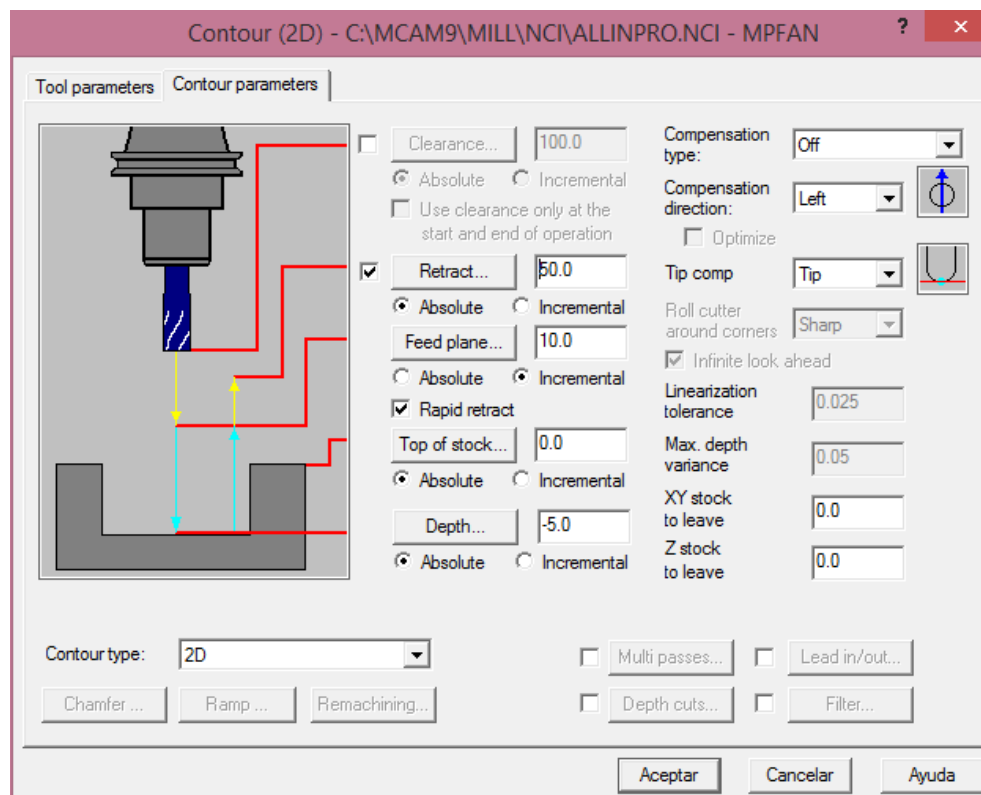 Contour (2D) - C:\MCAM9\MILL\NCI\ALLINPRO.NCI - MPFAN
?
x
Tool parameters
Contour parameters
Clearance...
100.0
Absolute
Incremental
Use clearance only at the
start and end of operation
Retract...
50.0
Absolute
Incremental
Feed plane...
10.0
Absolute
Incremental
Rapid retract
Top of stock...
0.0
Absolute
Incremental
Depth...
-5.0
Absolute
Incremental
Compensation
type:
Off
Compensation
direction:
Left
Optimize
Tip comp
Tip
Roll cutter
around corners
Sharp
Infinite look ahead
Linearization
tolerance
0.025
Max. depth
variance
0.05
XY stock
to leave
0.0
Z stock
to leave
0.0
Contour type:
2D
Multi passes...
Lead in/out...
Chamfer ...
Ramp ...
Remachining...
Depth cuts...
Filter...
Aceptar
Cancelar
Ayuda